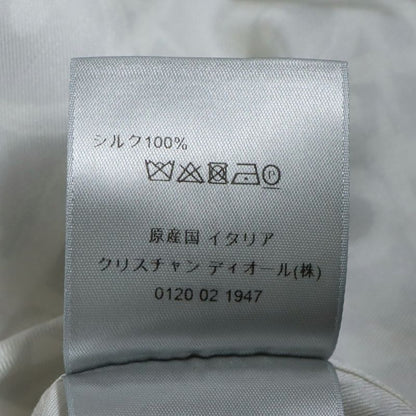 シルク100%
P
原産国 イタリア
クリスチャン ディオール(株)
0120 02 1947